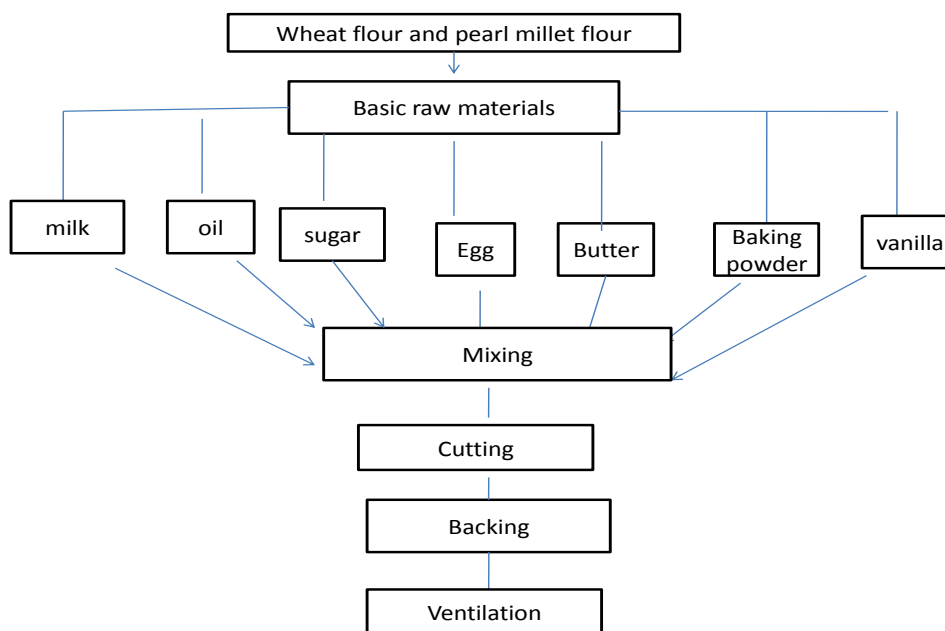 Wheat flour and pearl millet flour
Basic raw materials
milk
oil
sugar
Egg
Butter
Baking
powder
vanilla
Mixing
Cutting
Backing
Ventilation